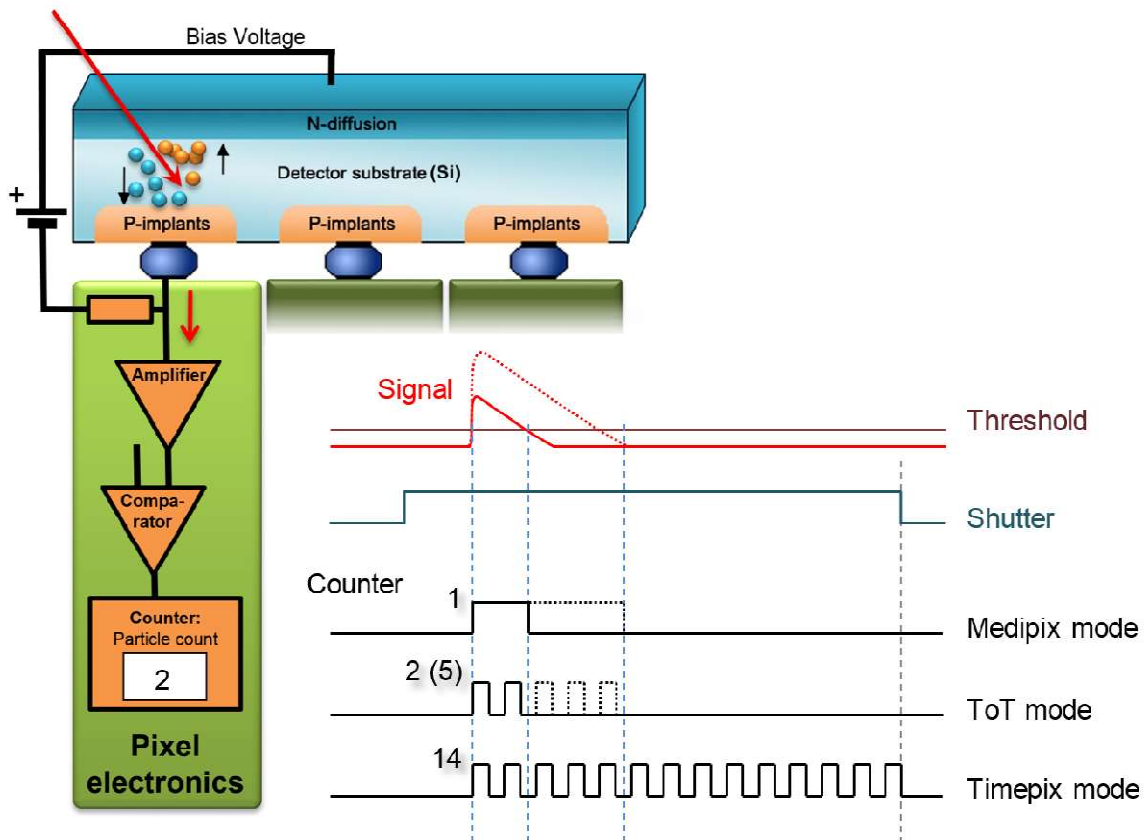 Bias Voltage
N-diffusion
Detector substrate (Si)
+
P-implants P-implants P-implants
Amplifier
Compa-
rator
Counter:
Particle count
2
Pixel
electronics
Signal
Threshold
Shutter
Counter
1
Medipix mode
2 (5)
ToT mode
14
Timepix mode